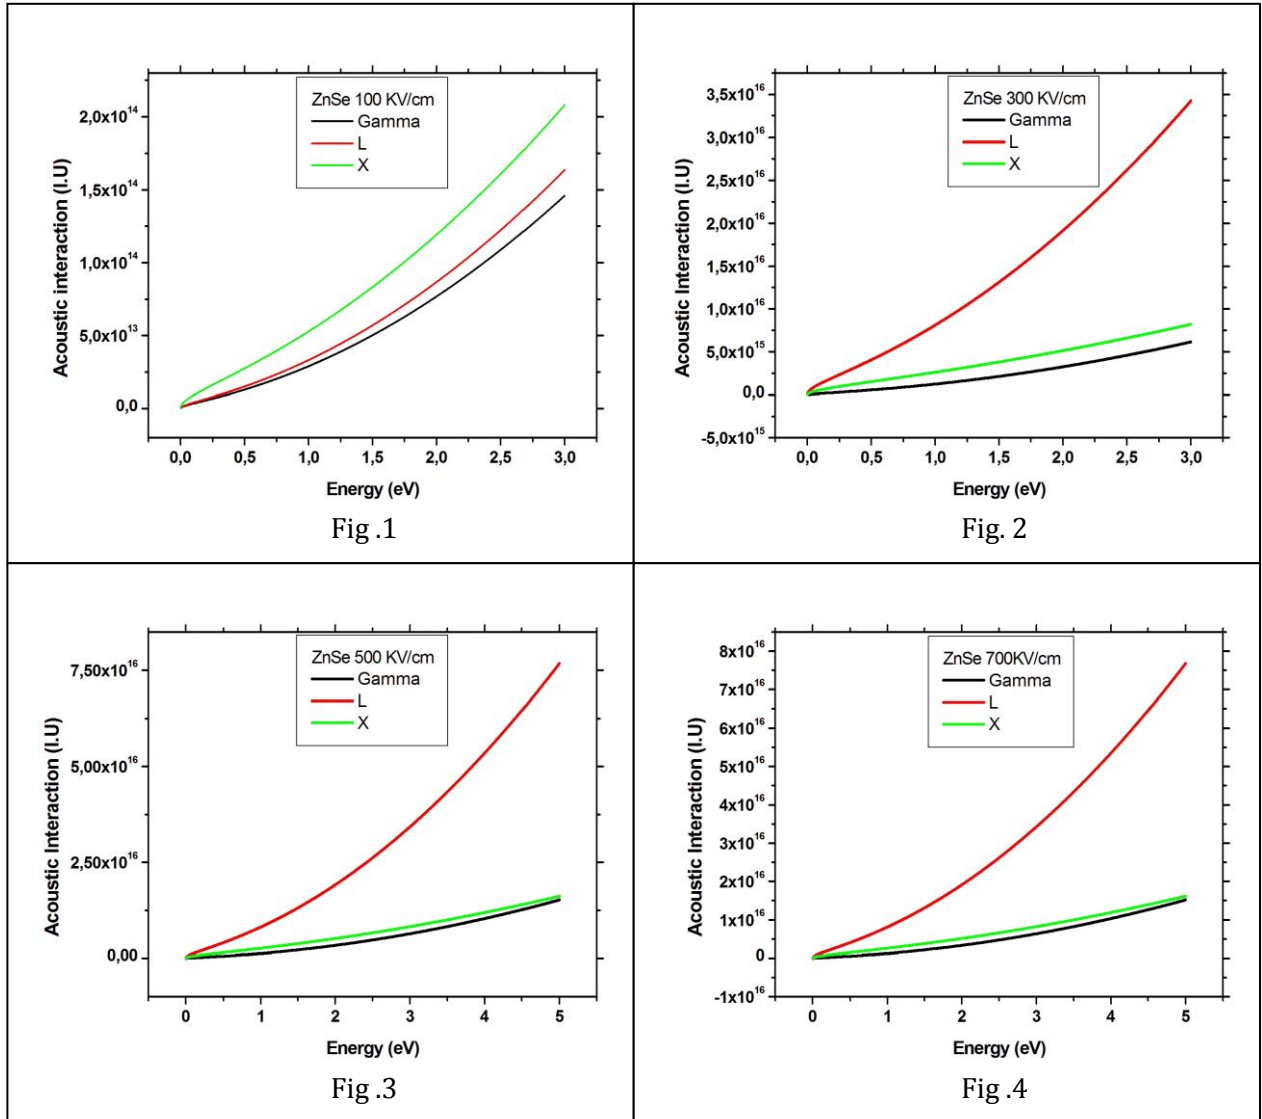 ZnSe 100 KV/cm
Gamma
L
X
Acoustic interaction (I.U)
2,0x10^14
1,5x10^14
1,0x10^14
5,0x10^13
0,0
0,0 0,5 1,0 1,5 2,0 2,5 3,0
Energy (eV)
Fig .1
ZnSe 300 KV/cm
Gamma
L
X
Acoustic Interaction (I.U)
3,5x10^16
3,0x10^16
2,5x10^16
2,0x10^16
1,5x10^16
1,0x10^16
5,0x10^15
0,0
-5,0x10^15
0,0 0,5 1,0 1,5 2,0 2,5 3,0
Energy (eV)
Fig. 2
ZnSe 500 KV/cm
Gamma
L
X
Acoustic Interaction (I.U)
7,50x10^16
5,00x10^16
2,50x10^16
0,00
0 1 2 3 4 5
Energy (eV)
Fig .3
ZnSe 700KV/cm
Gamma
L
X
Acoustic Interaction (I.U)
8x10^16
7x10^16
6x10^16
5x10^16
4x10^16
3x10^16
2x10^16
1x10^16
0
-1x10^16
0 1 2 3 4 5
Energy (eV)
Fig .4